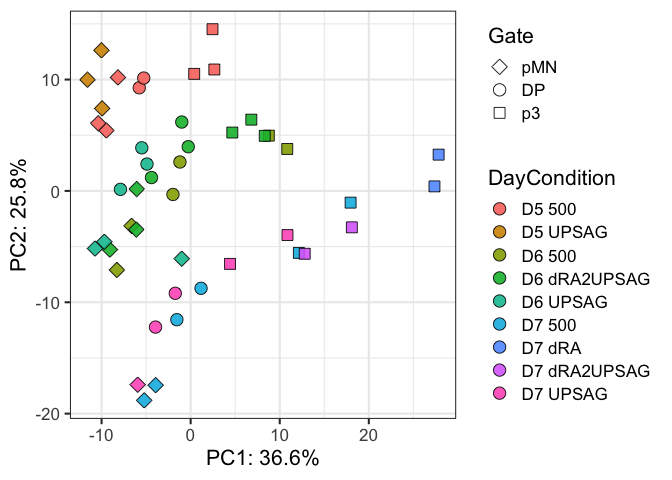 Gate
pMN
DP
p3
DayCondition
D5 500
D5 UPSAG
D6 500
D6 dRA2UPSAG
D6 UPSAG
D7 500
D7 dRA
D7 dRA2UPSAG
D7 UPSAG
10
0
-10
-20
PC2: 25.8%
-10
0
10
20
PC1: 36.6%